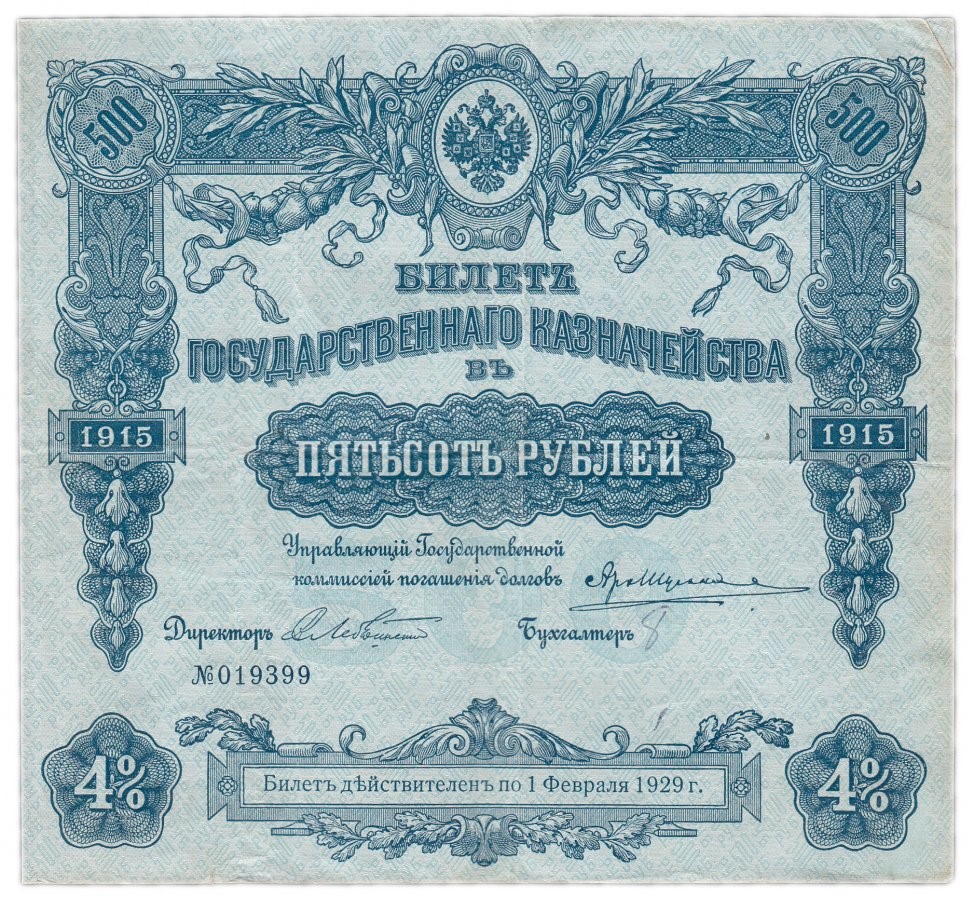 500
500
БИЛЕТЪ
ГОСУДАРСТВЕННАГО КАЗНАЧЕЙСТВА
ВЪ
1915
1915
ПЯТЬСОТЪ РУБЛЕЙ
Управляющій Государственной
коммиссіей погашенія долговъ
500
Директоръ
Бухгалтеръ
№019399
4%
Билетъ дѣйствителенъ по 1 Февраля 1929 г.
4%